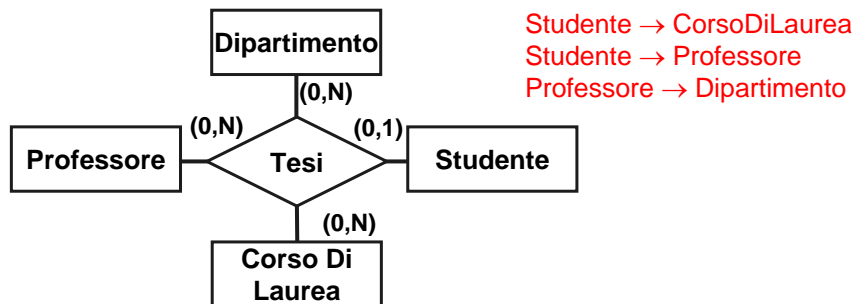 Dipartimento
Studente → CorsoDiLaurea
Studente → Professore
Professore → Dipartimento
(0,N)
(0,N)
(0,1)
Professore
Tesi
Studente
(0,N)
Corso Di
Laurea